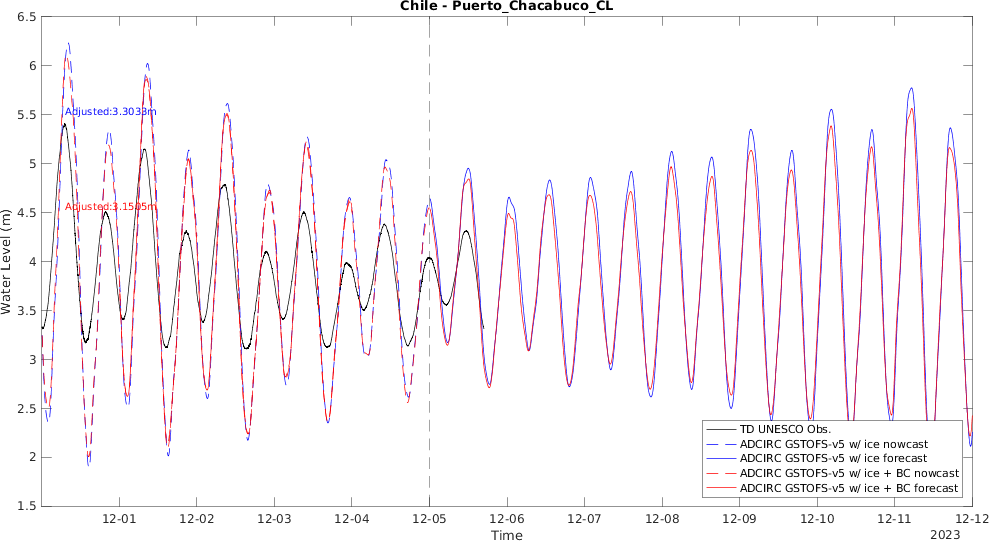 Chile - Puerto_Chacabuco_CL
6.5
6
5.5
5
4.5
4
3.5
3
2.5
2
1.5
Water Level (m)
Adjusted:3.3033m
Adjusted:3.1505m
TD UNESCO Obs.
ADCIRC GSTOFS-v5 w/ ice nowcast
ADCIRC GSTOFS-v5 w/ ice forecast
ADCIRC GSTOFS-v5 w/ ice + BC nowcast
ADCIRC GSTOFS-v5 w/ ice + BC forecast
12-01 12-02 12-03 12-04 12-05 12-06 12-07 12-08 12-09 12-10 12-11 12-12
Time
2023